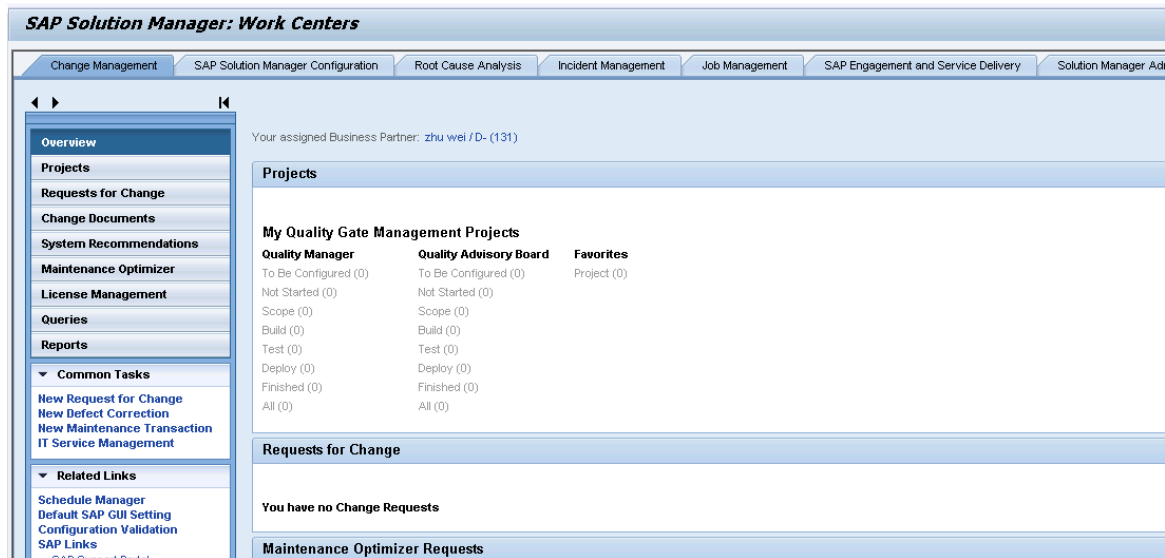 SAP Solution Manager: Work Centers
Change Management SAP Solution Manager Configuration Root Cause Analysis Incident Management Job Management SAP Engagement and Service Delivery Solution Manager
Overview
Projects
Requests for Change
Change Documents
System Recommendations
Maintenance Optimizer
License Management
Queries
Reports
Common Tasks
New Request for Change
New Defect Correction
New Maintenance Transaction
IT Service Management
Related Links
Schedule Manager
Default SAP GUI Setting
Configuration Validation
SAP Links
Your assigned Business Partner: zhu wei / D- (131)
Projects
My Quality Gate Management Projects
Quality Manager Quality Advisory Board Favorites
To Be Configured (0) To Be Configured (0) Project (0)
Not Started (0) Not Started (0)
Scope (0) Scope (0)
Build (0) Build (0)
Test (0) Test (0)
Deploy (0) Deploy (0)
Finished (0) Finished (0)
All (0) All (0)
Requests for Change
You have no Change Requests
Maintenance Optimizer Requests